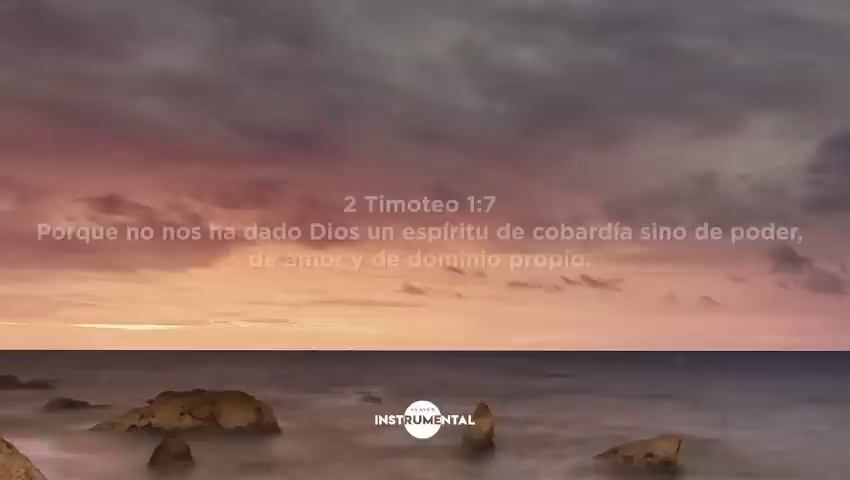 2 Timoteo 1:7
Porque no nos ha dado Dios un espíritu de cobardía sino de poder,
de amor y de dominio propio.
HEAVEN
INSTRUMENTAL